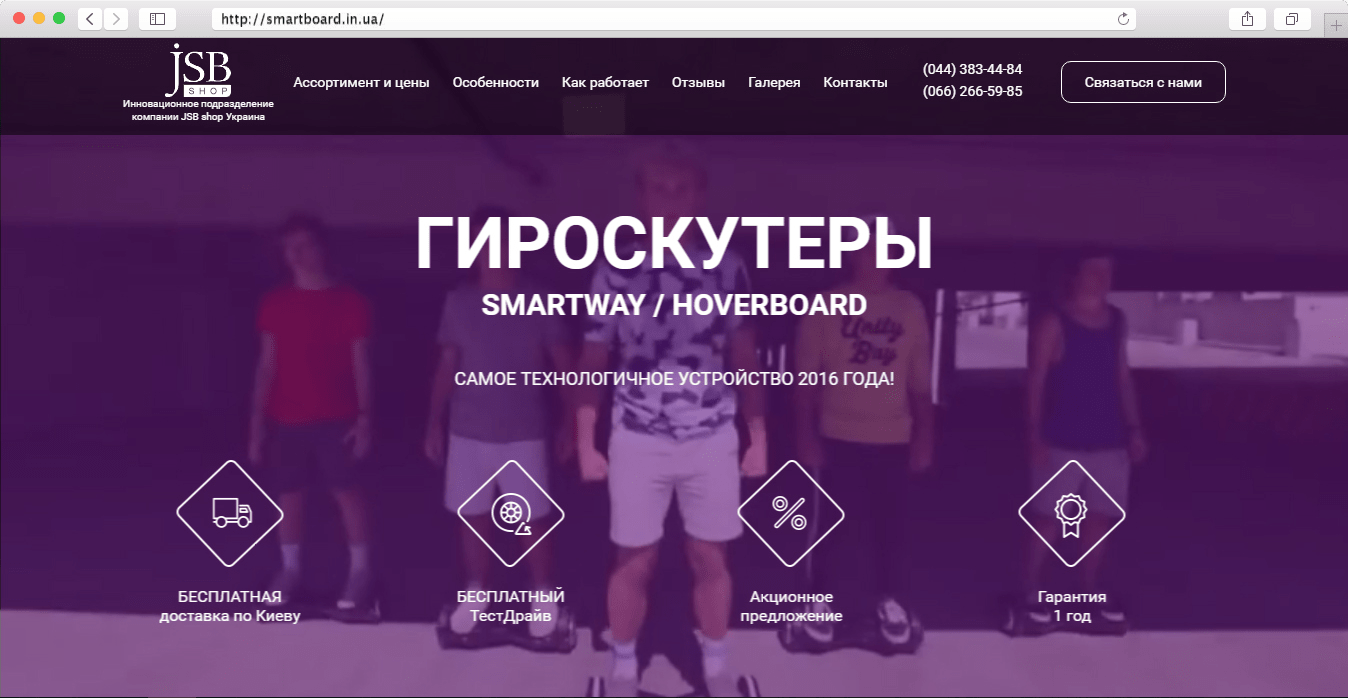 http://smartboard.in.ua/
JSB
SHOP
Инновационное подразделение
компании JSB shop Украина
Ассортимент и цены
Особенности
Как работает
Отзывы
Галерея
Контакты
(044) 383-44-84
(066) 266-59-85
Связаться с нами
ГИРОСКУТЕРЫ
SMARTWAY / HOVERBOARD
Unity
Bay
САМОЕ ТЕХНОЛОГИЧНОЕ УСТРОЙСТВО 2016 ГОДА!
БЕСПЛАТНАЯ
доставка по Киеву
БЕСПЛАТНЫЙ
ТестДрайв
Акционное
предложение
Гарантия
1 год